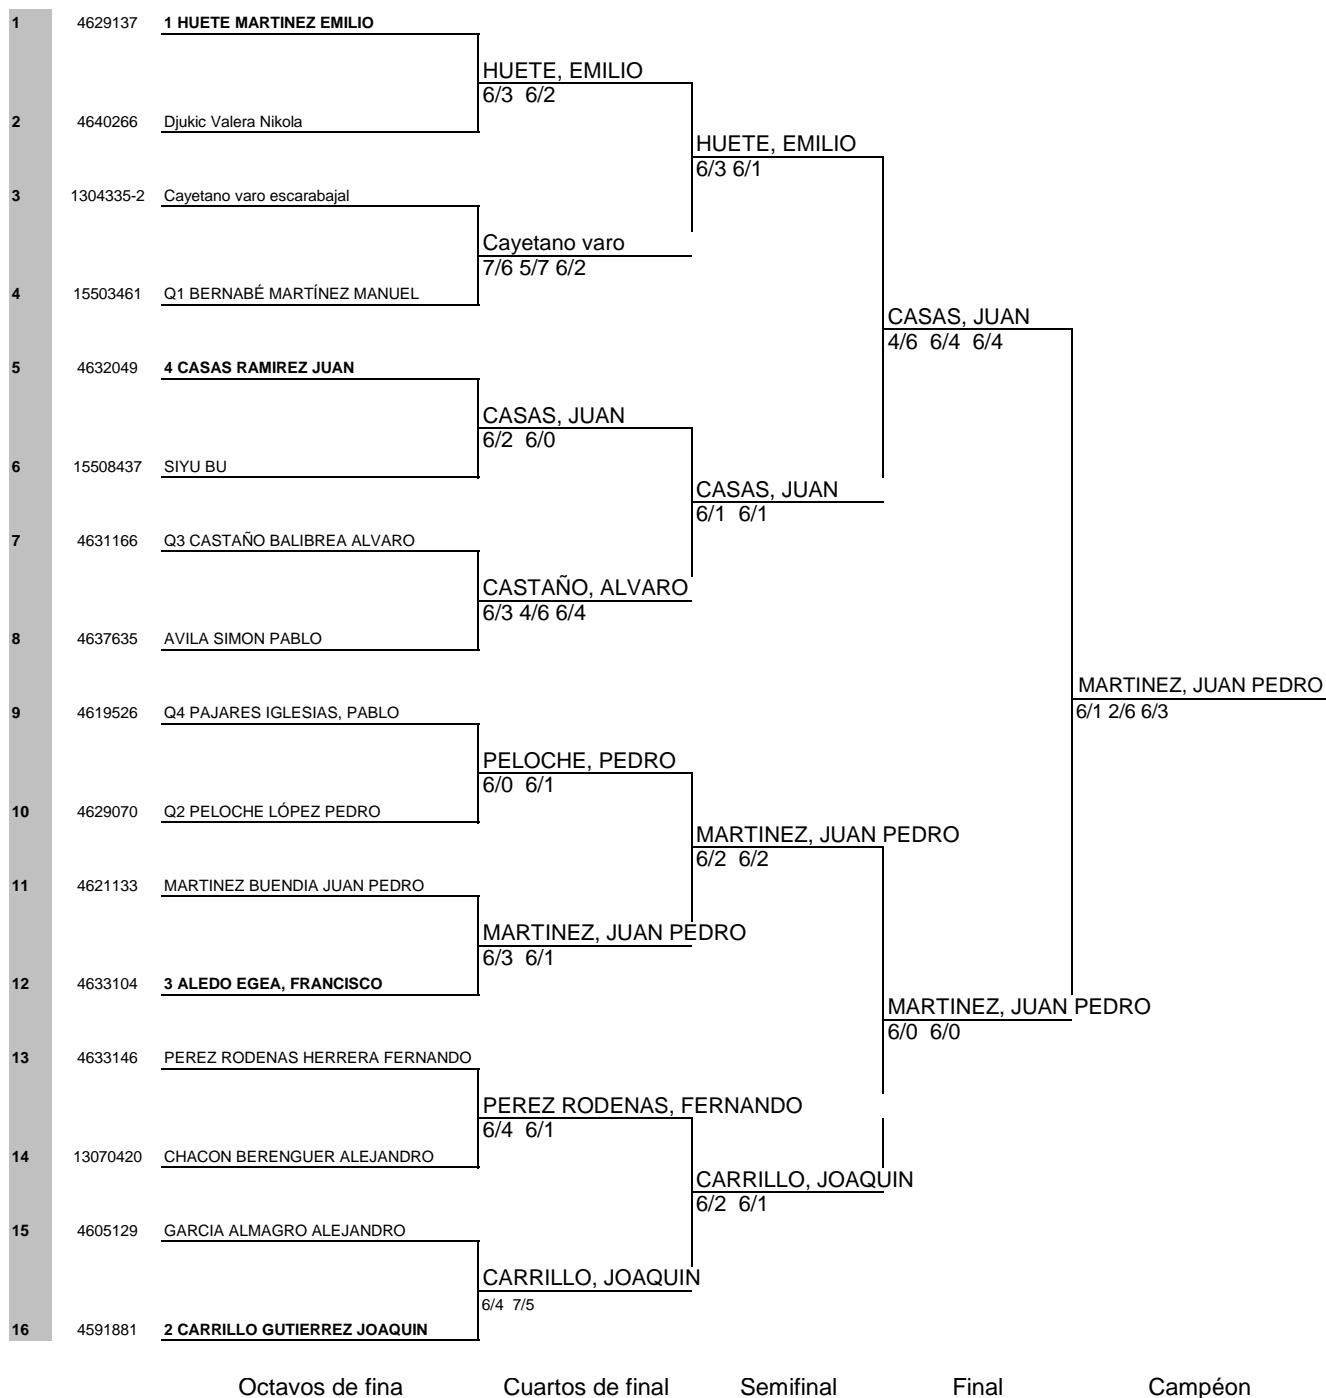 1 4629137 1 HUETE MARTINEZ EMILIO
HUETE, EMILIO
6/3 6/2
2 4640266 Djukic Valera Nikola
HUETE, EMILIO
6/3 6/1
3 1304335-2 Cayetano varo escarabajal
Cayetano varo
7/6 5/7 6/2
4 15503461 Q1 BERNABÉ MARTÍNEZ MANUEL
CASAS, JUAN
4/6 6/4 6/4
5 4632049 4 CASAS RAMIREZ JUAN
CASAS, JUAN
6/2 6/0
6 15508437 SIYU BU
CASAS, JUAN
6/1 6/1
7 4631166 Q3 CASTAÑO BALIBREA ALVARO
CASTAÑO, ALVARO
6/3 4/6 6/4
8 4637635 AVILA SIMON PABLO
MARTINEZ, JUAN PEDRO
6/1 2/6 6/3
9 4619526 Q4 PAJARES IGLESIAS, PABLO
PELOCHE, PEDRO
6/0 6/1
10 4629070 Q2 PELOCHE LÓPEZ PEDRO
MARTINEZ, JUAN PEDRO
6/2 6/2
11 4621133 MARTINEZ BUENDIA JUAN PEDRO
MARTINEZ, JUAN PEDRO
6/3 6/1
12 4633104 3 ALEDO EGEA, FRANCISCO
MARTINEZ, JUAN PEDRO
6/0 6/0
13 4633146 PEREZ RODENAS HERRERA FERNANDO
PEREZ RODENAS, FERNANDO
6/4 6/1
14 13070420 CHACON BERENGUER ALEJANDRO
CARRILLO, JOAQUIN
6/2 6/1
15 4605129 GARCIA ALMAGRO ALEJANDRO
CARRILLO, JOAQUIN
6/4 7/5
16 4591881 2 CARRILLO GUTIERREZ JOAQUIN
Octavos de fina Cuartos de final Semifinal Final Campéon